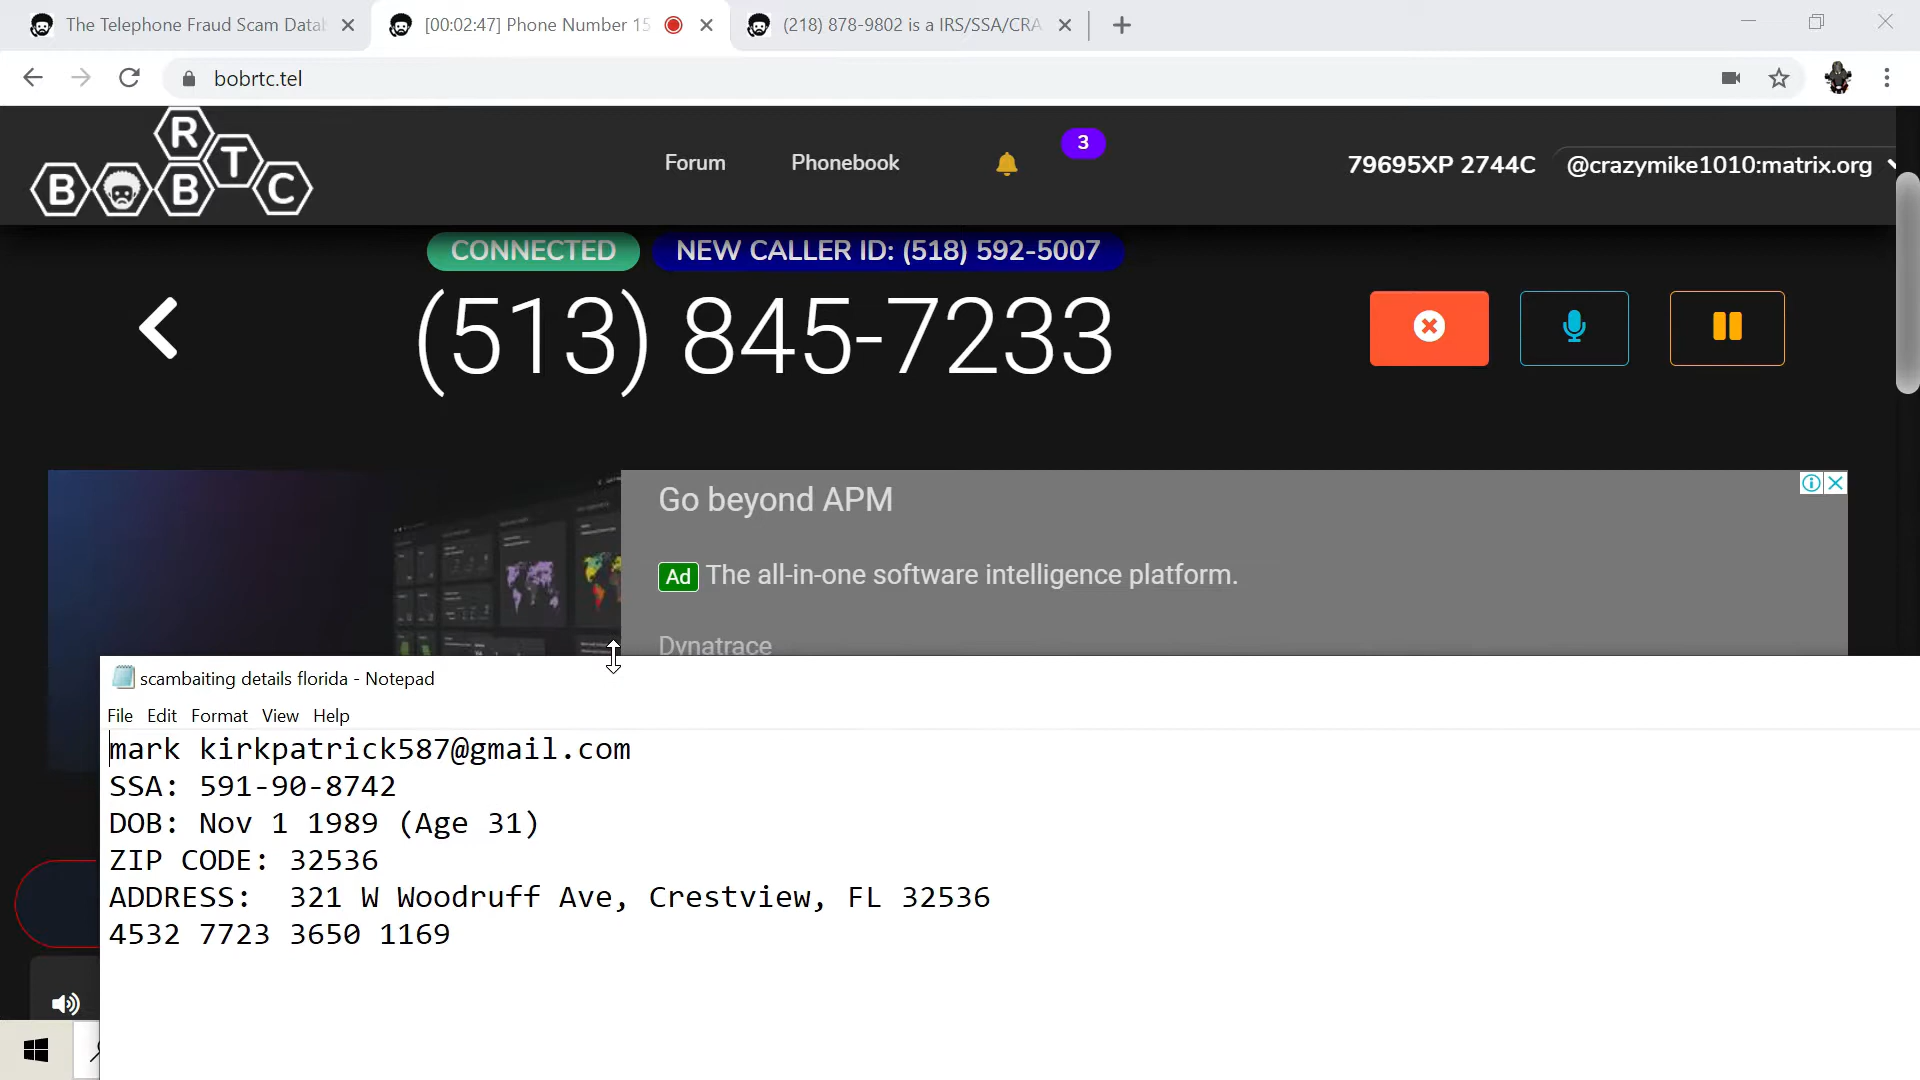 The Telephone Fraud Scam Datab
[00:02:47] Phone Number 15
(218) 878-9802 is a IRS/SSA/CRA
bobrtc.tel
R
T
B B C
Forum
Phonebook
3
79695XP 2744C
@crazymike1010:matrix.org
CONNECTED
NEW CALLER ID: (518) 592-5007
(513) 845-7233
Go beyond APM
Ad The all-in-one software intelligence platform.
Dynatrace
scambaiting details florida - Notepad
File Edit Format View Help
mark kirkpatrick587@gmail.com
SSA: 591-90-8742
DOB: Nov 1 1989 (Age 31)
ZIP CODE: 32536
ADDRESS:  321 W Woodruff Ave, Crestview, FL 32536
4532 7723 3650 1169